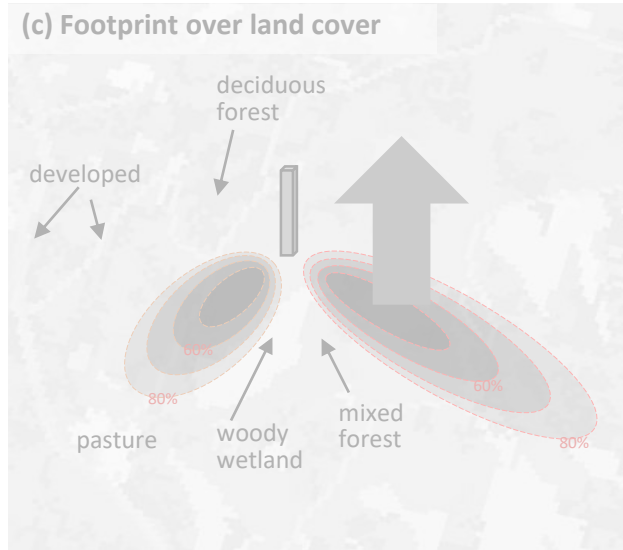 (c) Footprint over land cover
deciduous
forest
developed
60%
60%
80%
80%
pasture
woody
wetland
mixed
forest